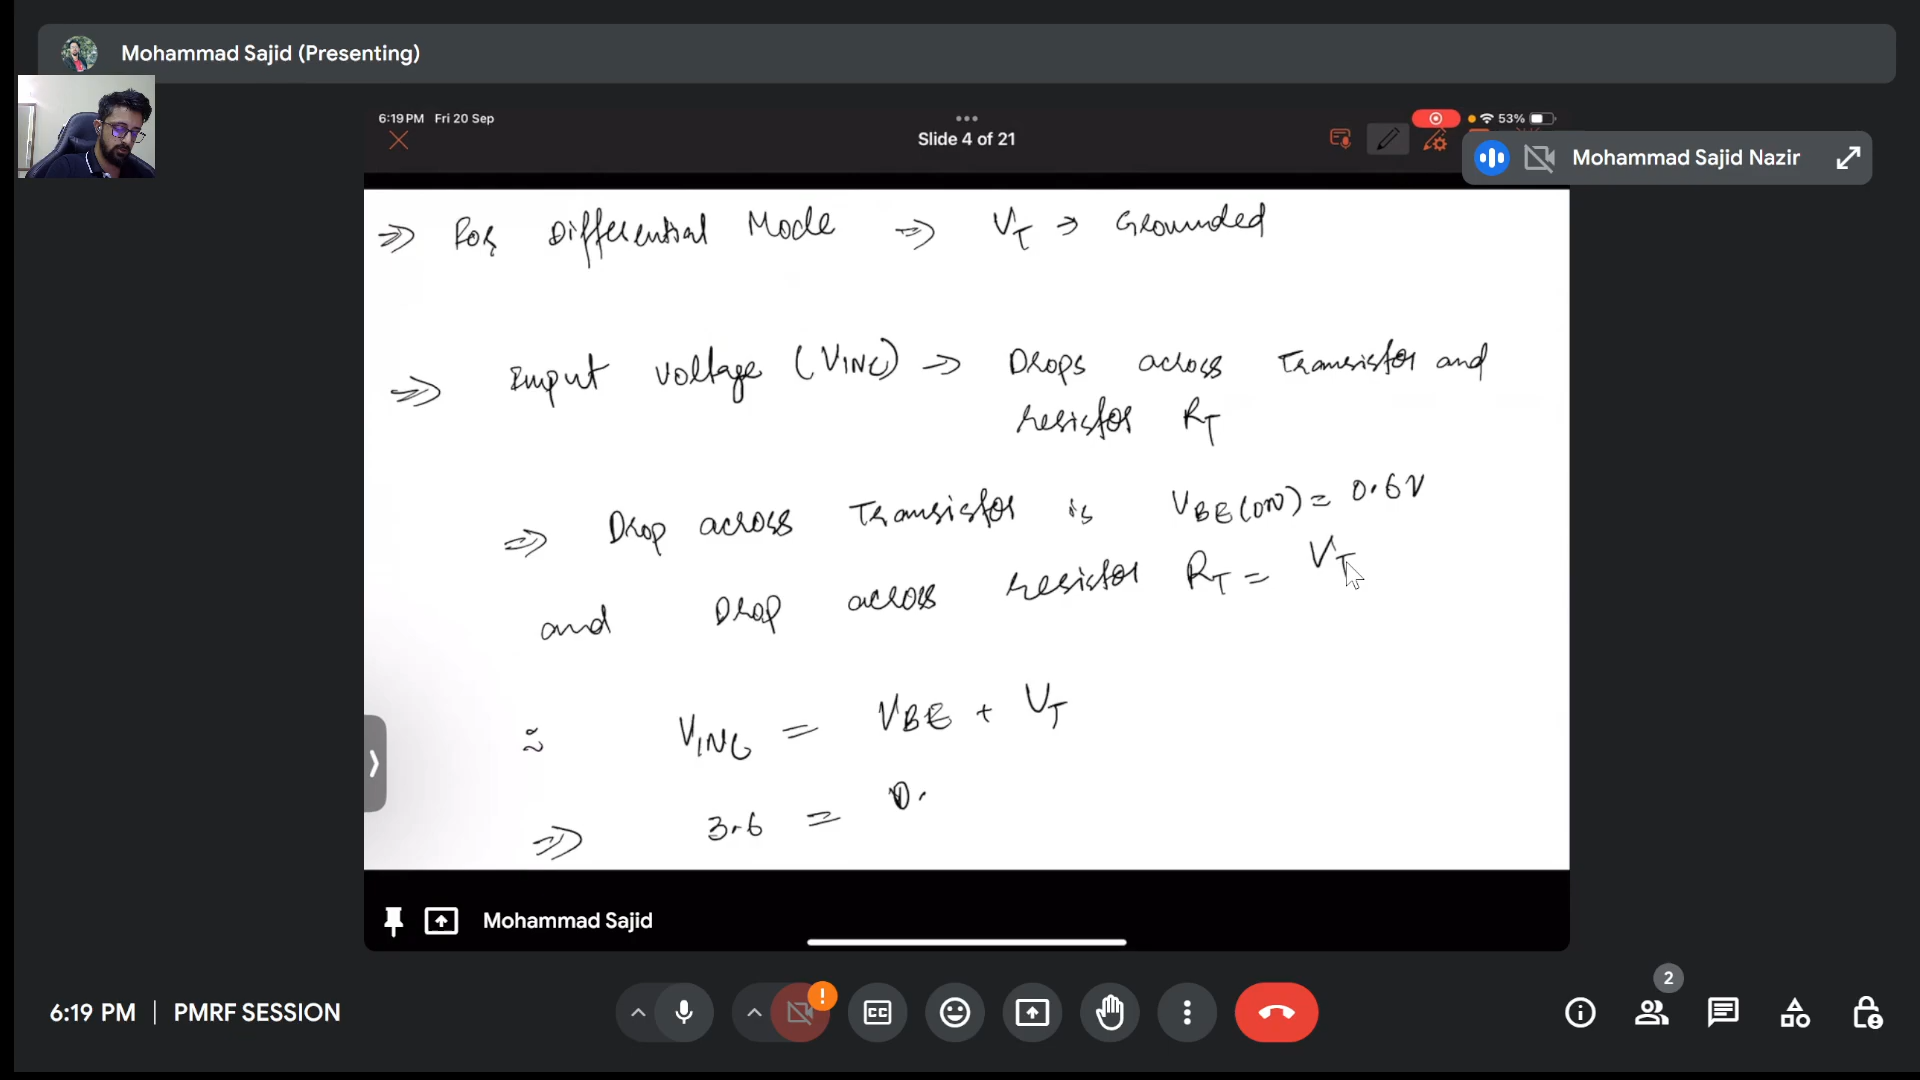 Mohammad Sajid (Presenting)
6:19 PM Fri 20 Sep
Slide 4 of 21
53%
Mohammad Sajid Nazir
⇒ For Differential Mode ⇒ VT → Grounded
⇒ Input voltage (VINC) → Drops across Transistor and
resistor RT
⇒ Drop across Transistor is VBE(ON) = 0.6V
and Drop across resistor RT = VT
VINC = VBE + VT
⇒ 3.6 = 0.
Mohammad Sajid
6:19 PM | PMRF SESSION
CC
2